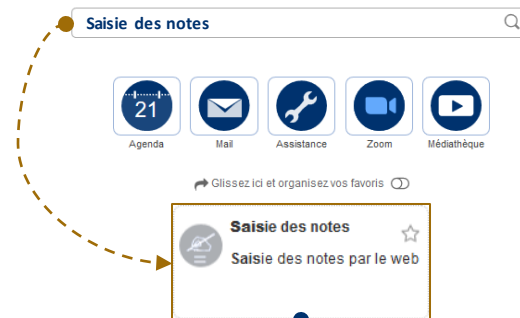 Saisie des notes
21
Agenda
Mail
Assistance
Zoom
Médiathèque
Glissez ici et organisez vos favoris
Saisie des notes
Saisie des notes par le web